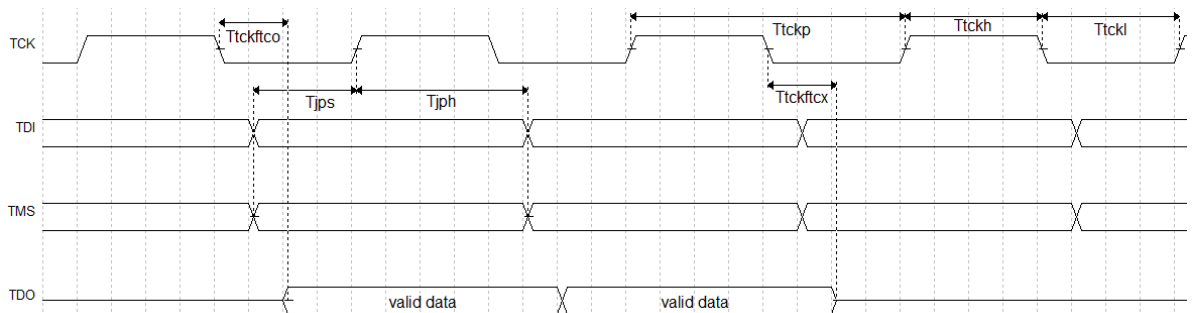 Ttckftco
Ttckp
Ttckh
Ttckl
TCK
Tjps
Tjph
Ttckftcx
TDI
TMS
TDO
valid data
valid data